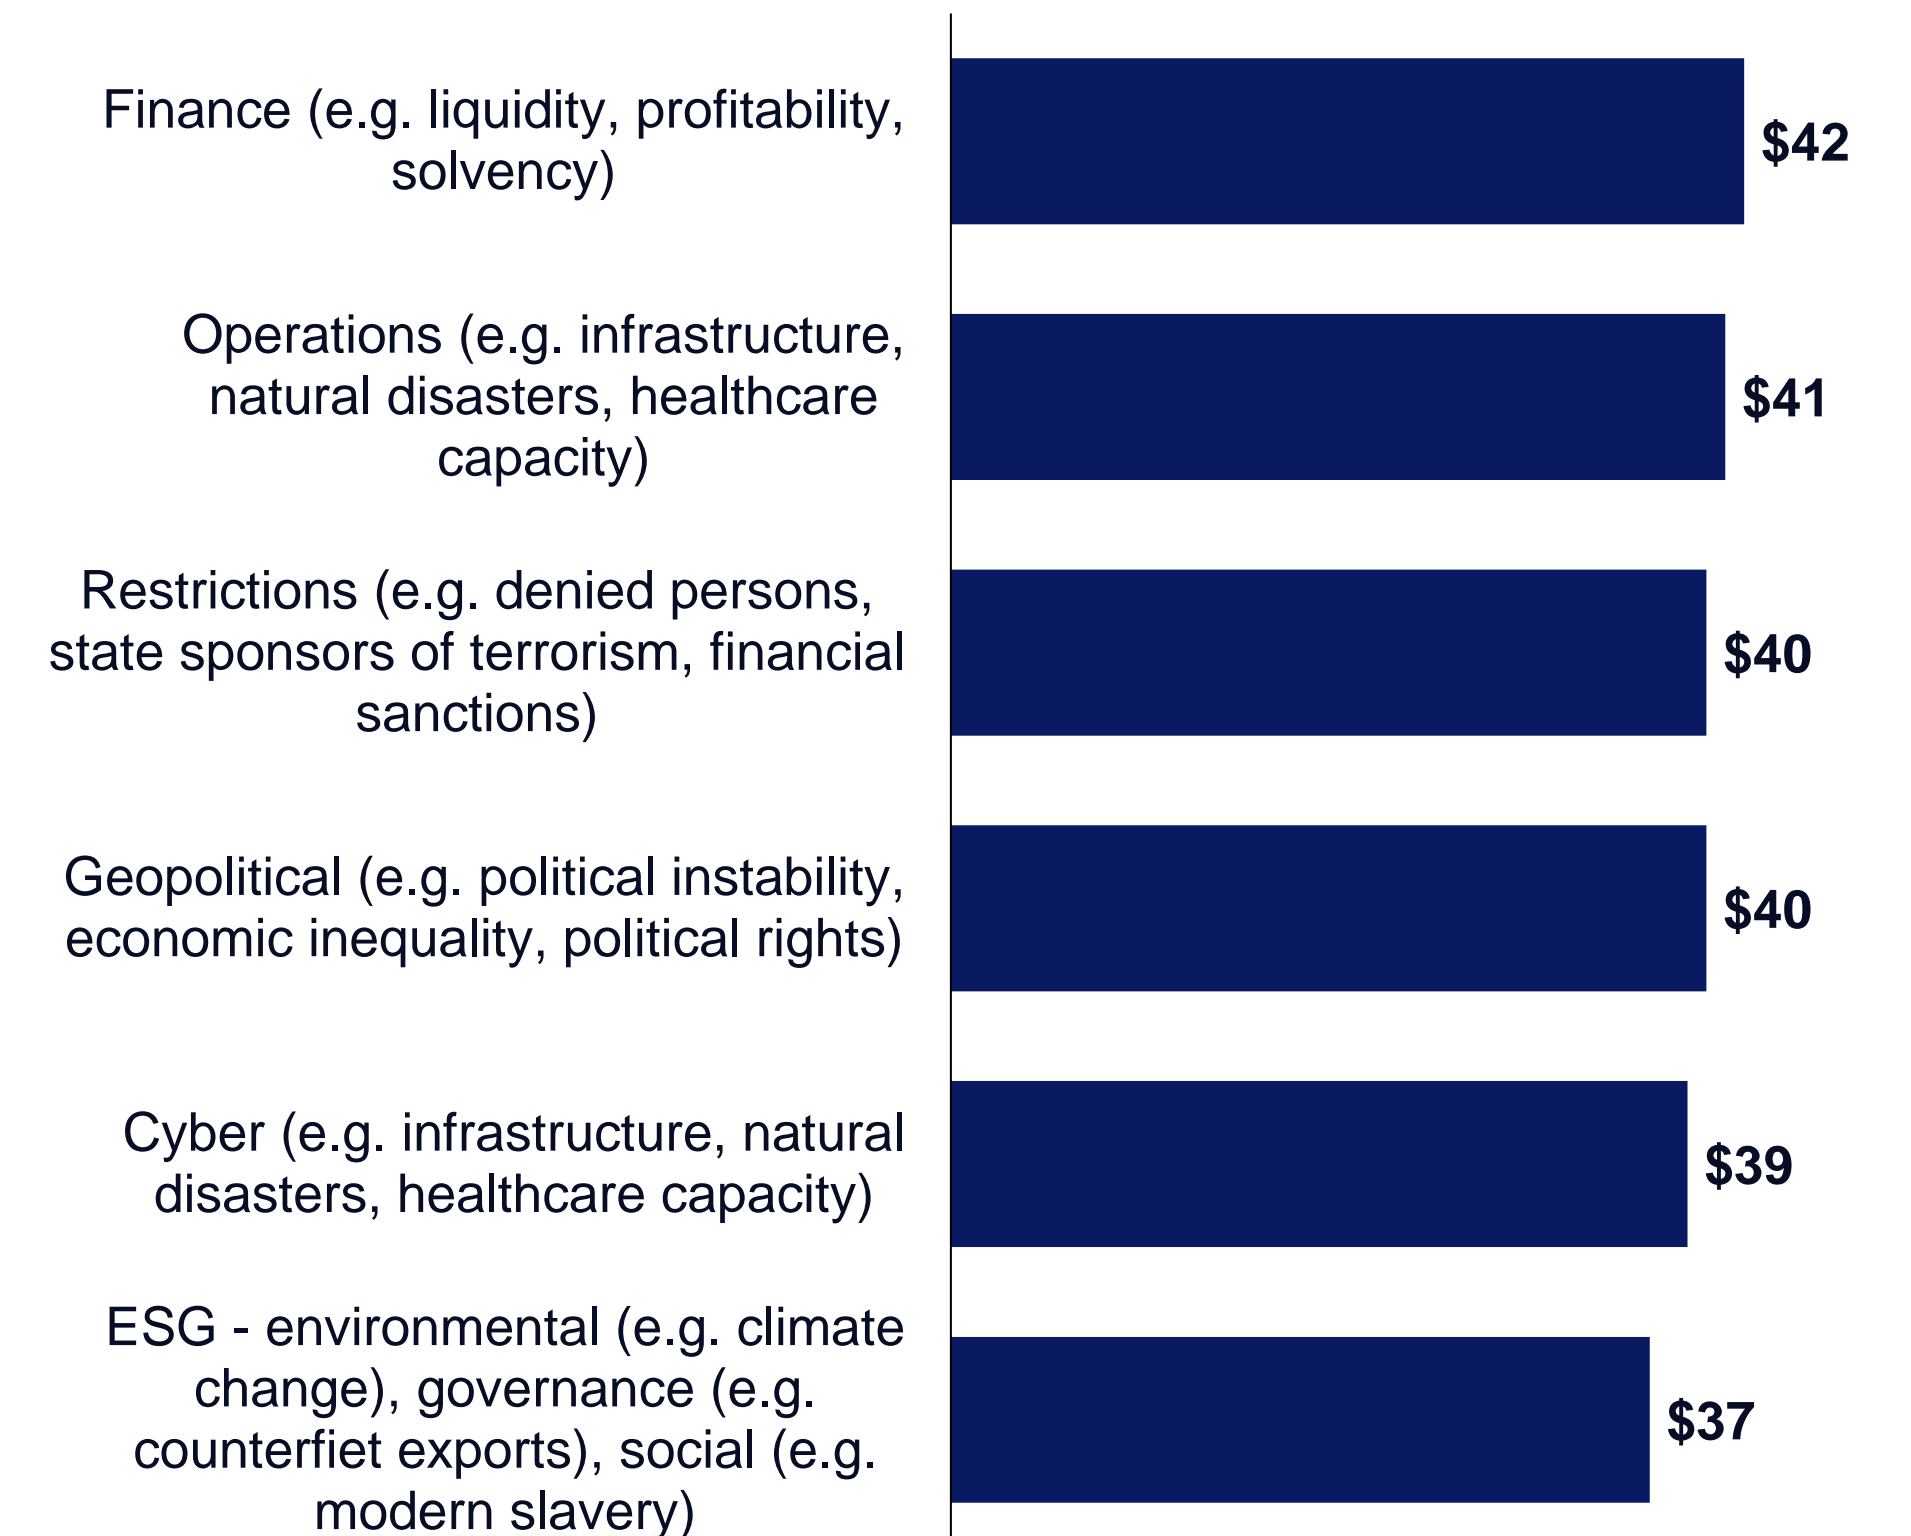 Finance (e.g. liquidity, profitability,
solvency)
$42
Operations (e.g. infrastructure,
natural disasters, healthcare
capacity)
$41
Restrictions (e.g. denied persons,
state sponsors of terrorism, financial
sanctions)
$40
Geopolitical (e.g. political instability,
economic inequality, political rights)
$40
Cyber (e.g. infrastructure, natural
disasters, healthcare capacity)
$39
ESG - environmental (e.g. climate
change), governance (e.g.
counterfiet exports), social (e.g.
modern slavery)
$37